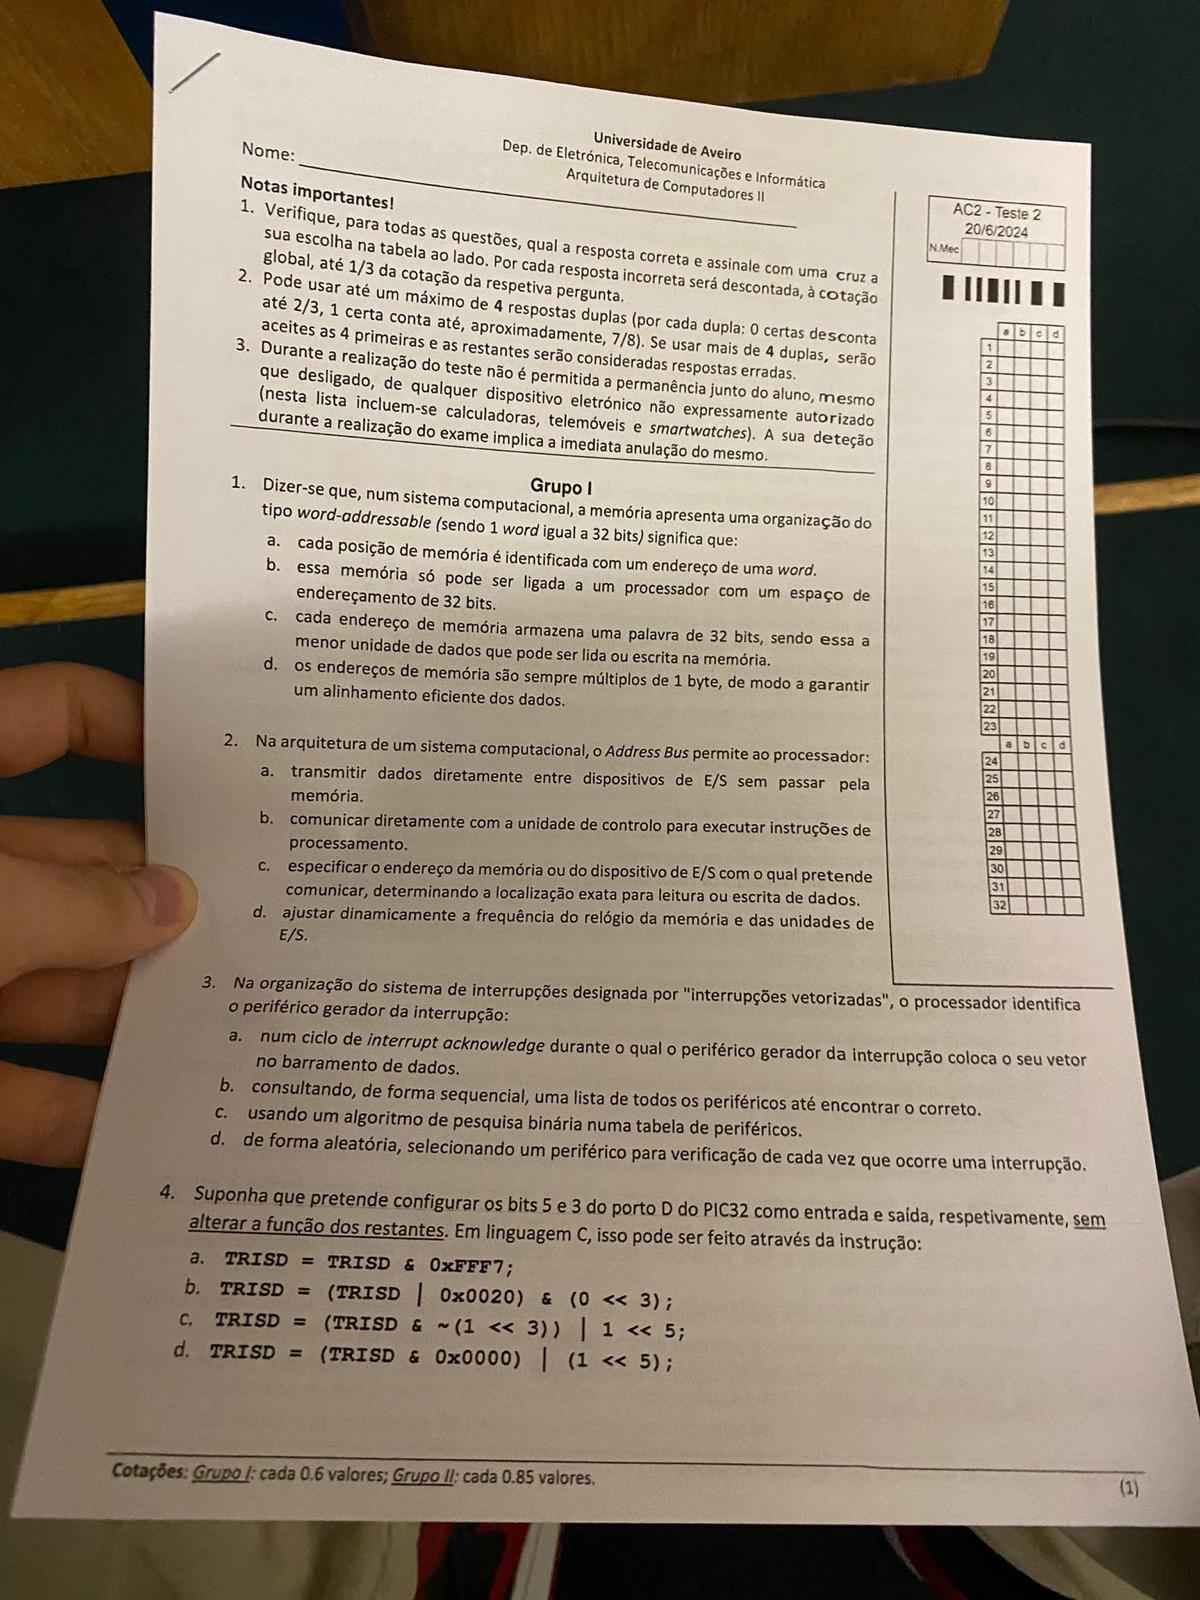 Universidade de Aveiro
Dep. de Eletrónica, Telecomunicações e Informática
Arquitetura de Computadores II
Nome:
Notas importantes!
1. Verifique, para todas as questões, qual a resposta correta e assinale com uma cruz a
sua escolha na tabela ao lado. Por cada resposta incorreta será descontada, à cotação
global, até 1/3 da cotação da respetiva pergunta.
2. Pode usar até um máximo de 4 respostas duplas (por cada dupla: 0 certas desconta
até 2/3, 1 certa conta até, aproximadamente, 7/8). Se usar mais de 4 duplas, serão
aceites as 4 primeiras e as restantes serão consideradas respostas erradas.
3. Durante a realização do teste não é permitida a permanência junto do aluno, mesmo
que desligado, de qualquer dispositivo eletrónico não expressamente autorizado
(nesta lista incluem-se calculadoras, telemóveis e smartwatches). A sua deteção
durante a realização do exame implica a imediata anulação do mesmo.
AC2 - Teste 2
20/6/2024
N.Mec
a b c d
1
2
3
4
5
6
7
8
9
10
11
12
13
14
15
16
17
18
19
20
21
22
23
a b c d
24
25
26
27
28
29
30
31
32
Grupo I
1. Dizer-se que, num sistema computacional, a memória apresenta uma organização do
tipo word-addressable (sendo 1 word igual a 32 bits) significa que:
a. cada posição de memória é identificada com um endereço de uma word.
b. essa memória só pode ser ligada a um processador com um espaço de
endereçamento de 32 bits.
c. cada endereço de memória armazena uma palavra de 32 bits, sendo essa a
menor unidade de dados que pode ser lida ou escrita na memória.
d. os endereços de memória são sempre múltiplos de 1 byte, de modo a garantir
um alinhamento eficiente dos dados.
2. Na arquitetura de um sistema computacional, o Address Bus permite ao processador:
a. transmitir dados diretamente entre dispositivos de E/S sem passar pela
memória.
b. comunicar diretamente com a unidade de controlo para executar instruções de
processamento.
c. especificar o endereço da memória ou do dispositivo de E/S com o qual pretende
comunicar, determinando a localização exata para leitura ou escrita de dados.
d. ajustar dinamicamente a frequência do relógio da memória e das unidades de
E/S.
3. Na organização do sistema de interrupções designada por "interrupções vetorizadas", o processador identifica
o periférico gerador da interrupção:
a. num ciclo de interrupt acknowledge durante o qual o periférico gerador da interrupção coloca o seu vetor
no barramento de dados.
b. consultando, de forma sequencial, uma lista de todos os periféricos até encontrar o correto.
c. usando um algoritmo de pesquisa binária numa tabela de periféricos.
d. de forma aleatória, selecionando um periférico para verificação de cada vez que ocorre uma interrupção.
4. Suponha que pretende configurar os bits 5 e 3 do porto D do PIC32 como entrada e saída, respetivamente, sem
alterar a função dos restantes. Em linguagem C, isso pode ser feito através da instrução:
a. TRISD = TRISD & 0xFFF7;
b. TRISD = (TRISD | 0x0020) & (0 << 3);
c. TRISD = (TRISD & ~(1 << 3)) | 1 << 5;
d. TRISD = (TRISD & 0x0000) | (1 << 5);
Cotações: Grupo I: cada 0.6 valores; Grupo II: cada 0.85 valores.
(1)